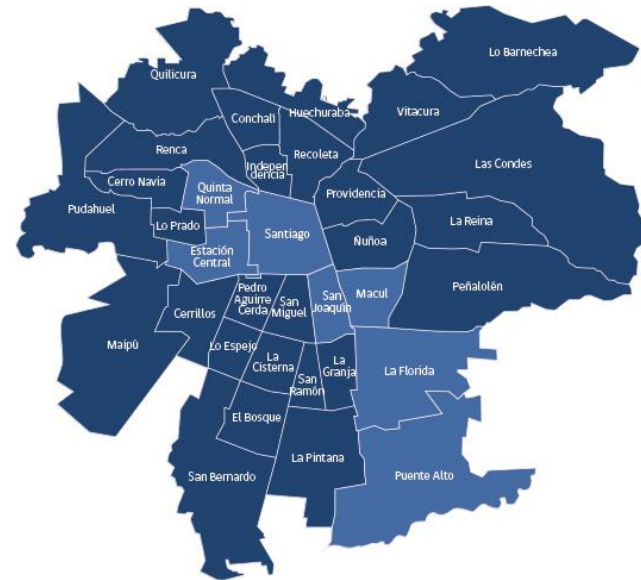 Lo Barnechea
Quilicura
Huechuraba
Vitacura
Conchalí
Renca
Recoleta
Indepen
dencia
Las Condes
Cerro Navia
Quinta
Normal
Providencia
Pudahuel
Lo Prado
La Reina
Santiago
Ñuñoa
Estación
Central
Peñalolén
Pedro
Aguirre
Cerda
San
Miguel
San
Joaquín
Macul
Cerrillos
Maipú
Lo Espejo
La
Cisterna
San
Ramón
La
Granja
La Florida
El Bosque
La Pintana
San Bernardo
Puente Alto